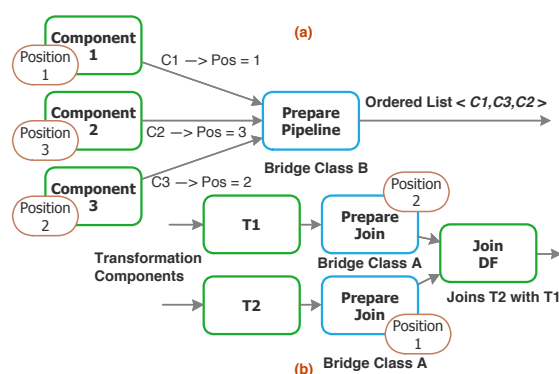 (a)
Component
1
Position
1
C1 —> Pos = 1
Component
2
Position
3
C2 —> Pos = 3
Component
3
Position
2
C3 —> Pos = 2
Prepare
Pipeline
Bridge Class B
Ordered List < C1,C3,C2 >
Transformation
Components
T1
Prepare
Join
Position
2
Bridge Class A
T2
Prepare
Join
Position
1
Bridge Class A
Join
DF
Joins T2 with T1
(b)